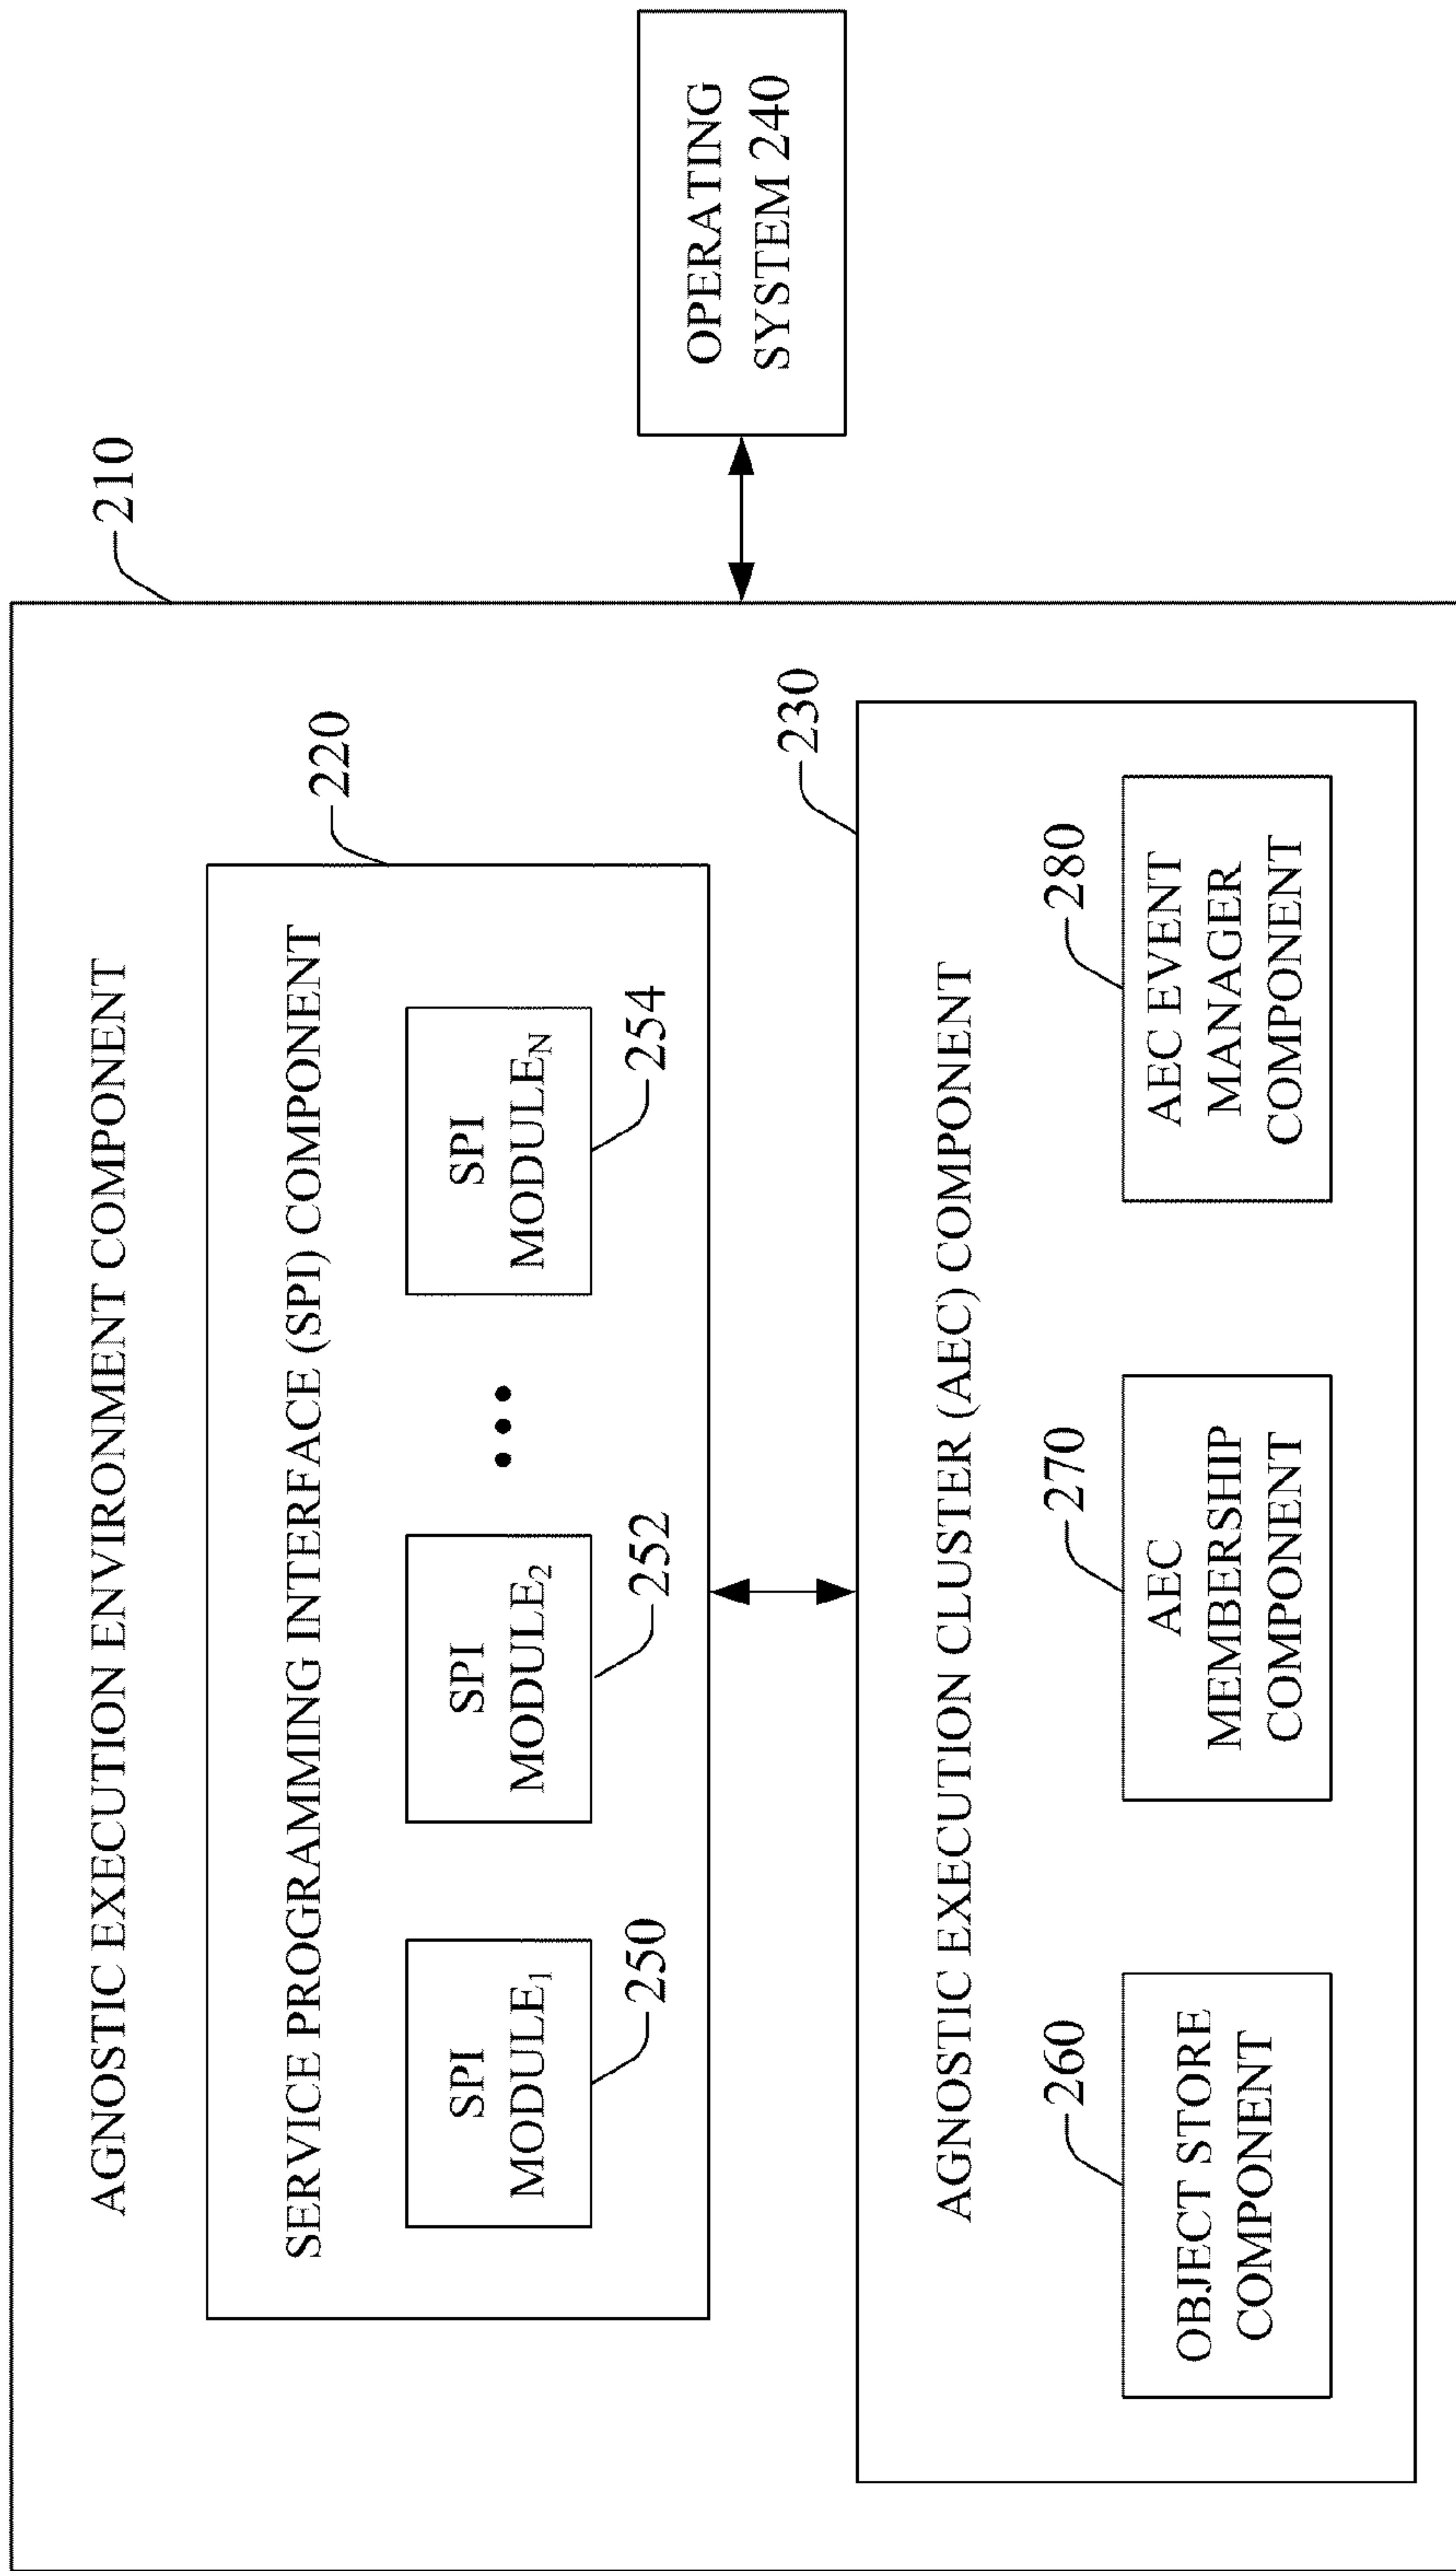 AGNOSTIC EXECUTION ENVIRONMENT COMPONENT
210
SERVICE PROGRAMMING INTERFACE (SPI) COMPONENT
220
SPI
MODULE1
250
SPI
MODULE2
252
•••
SPI
MODULEN
254
OPERATING
SYSTEM 240
AGNOSTIC EXECUTION CLUSTER (AEC) COMPONENT
230
OBJECT STORE
COMPONENT
260
AEC
MEMBERSHIP
COMPONENT
270
AEC EVENT
MANAGER
COMPONENT
280